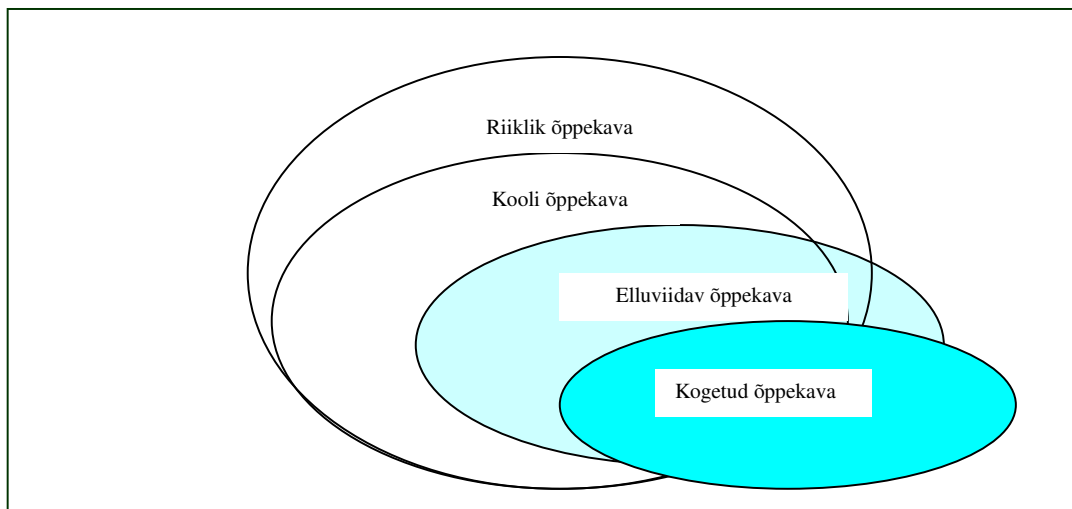 Riiklik õppekava
Kooli õppekava
Elluviidav õppekava
Kogetud õppekava